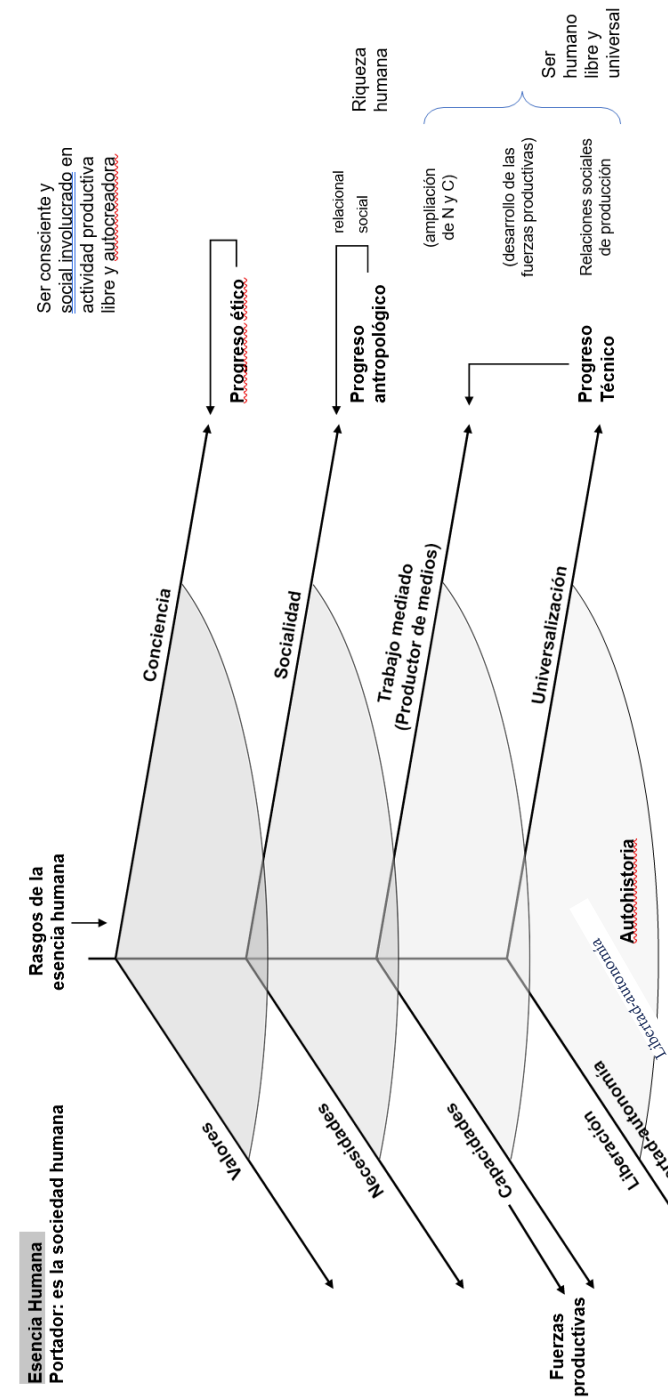 Esencia Humana
Portador: es la sociedad humana
Rasgos de la
esencia humana
Ser consciente y
social involucrado en
actividad productiva
libre y autocreadora
Valores
Conciencia
Progreso ético
Necesidades
Socialidad
Progreso
antropológico
relacional
social
Riqueza
humana
Capacidades
Trabajo mediado
(Productor de medios)
(ampliación
de N y C)
(desarrollo de las
fuerzas productivas)
Relaciones sociales
de producción
Ser
humano
libre y
universal
Progreso
Técnico
Fuerzas
productivas
Liberación
Universalización
Autohistoria
Libertad-autonomía